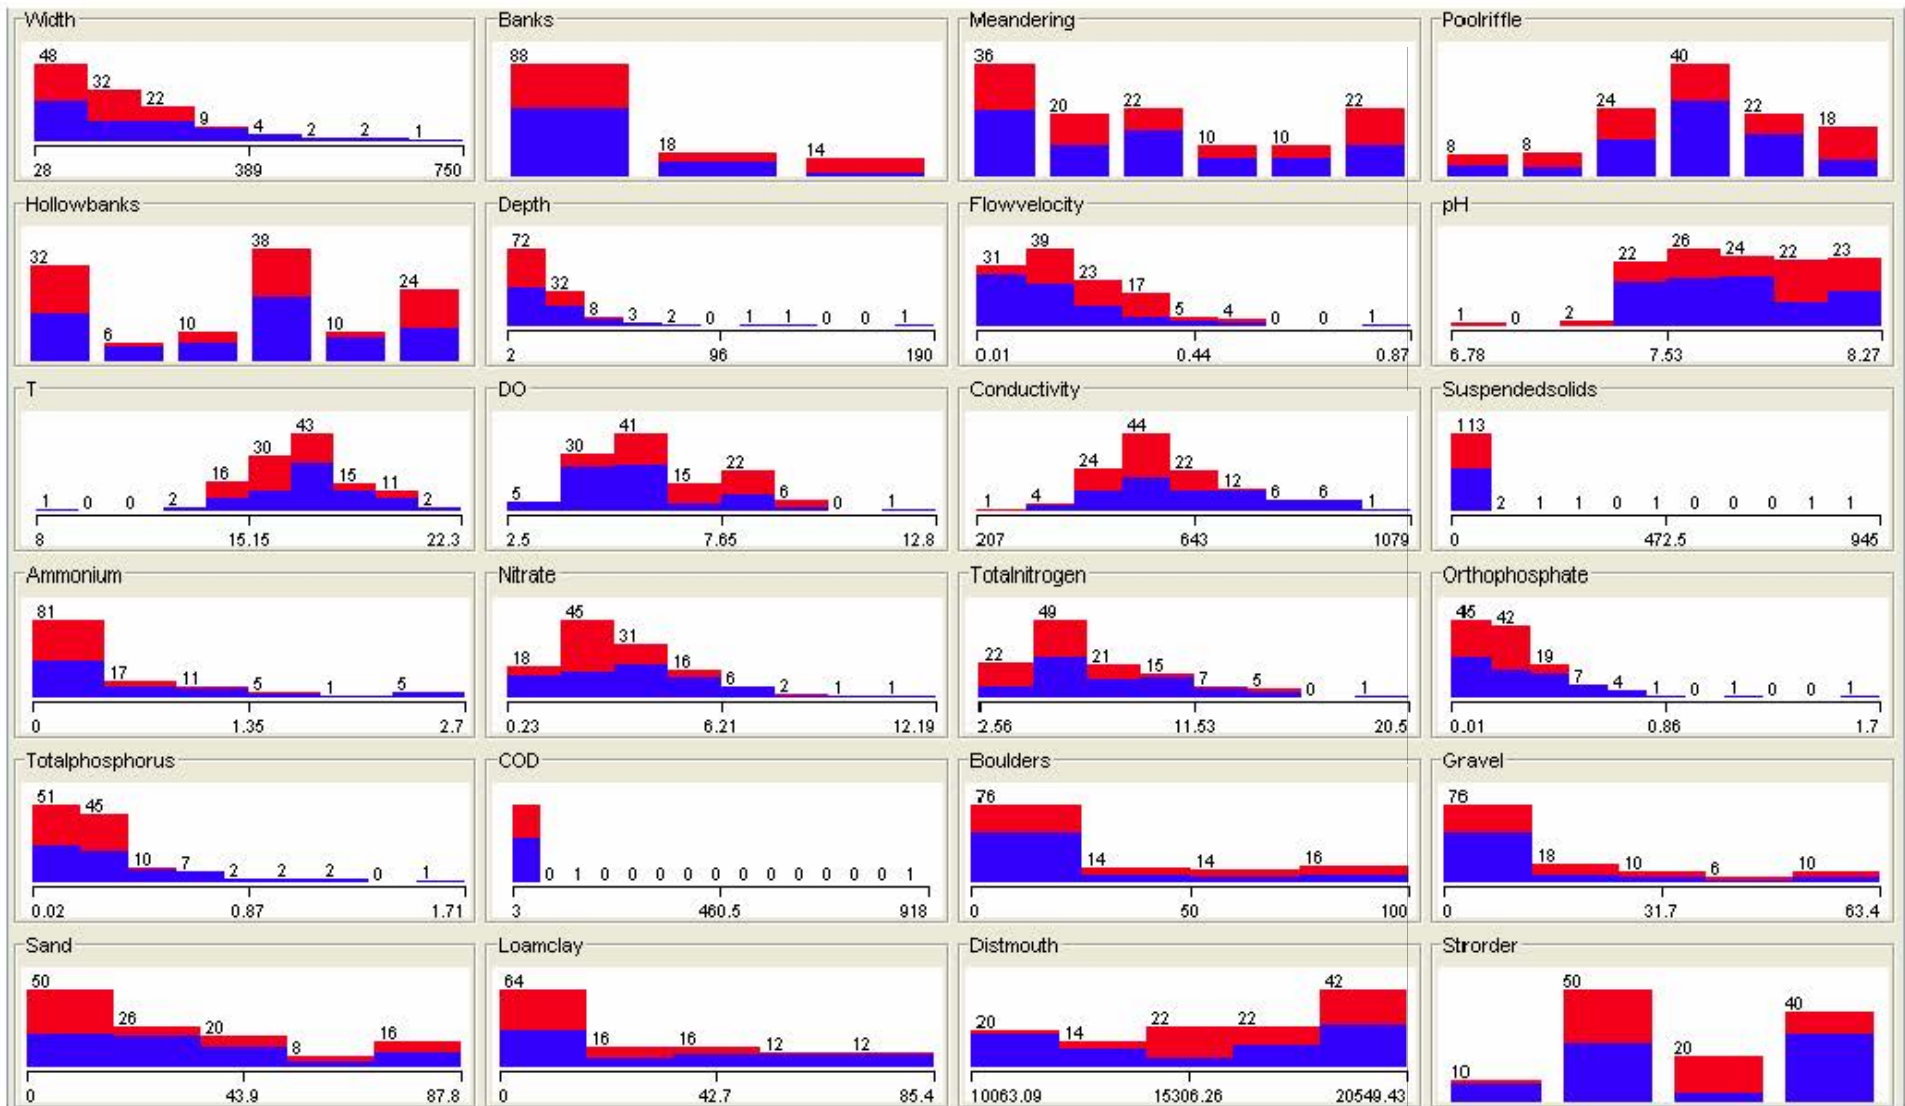 Width Banks Meandering Poolriffle
48 32 22 9 4 2 2 1
28 389 750
88 18 14
36 20 22 10 10 22
8 8 24 40 22 18
Hollowbanks Depth Flowvelocity pH
32 6 10 38 10 24
72 32 8 3 2 0 1 1 0 0 1
2 96 190
31 39 23 17 5 4 0 0 1
0.01 0.44 0.87
1 0 2 22 26 24 22 23
6.78 7.53 8.27
T DO Conductivity Suspendedsolids
1 0 0 2 16 30 43 15 11 2
8 15.15 22.3
5 30 41 15 22 6 0 1
2.5 7.65 12.8
1 4 24 44 22 12 6 6 1
207 643 1079
113 2 1 1 0 1 0 0 0 1 1
0 472.5 945
Ammonium Nitrate Totalnitrogen Orthophosphate
81 17 11 5 1 5
0 1.35 2.7
18 45 31 16 6 2 1 1
0.23 6.21 12.19
22 49 21 15 7 5 0 1
2.56 11.53 20.5
45 42 19 7 4 1 0 1 0 0 1
0.01 0.86 1.7
Totalphosphorus COD Boulders Gravel
51 45 10 7 2 2 2 0 1
0.02 0.87 1.71
0 1 0 0 0 0 0 0 0 0 0 0 0 1
3 460.5 918
76 14 14 16
0 50 100
76 18 10 6 10
0 31.7 63.4
Sand Loamclay Distmouth Strorder
50 26 20 8 16
0 43.9 87.8
64 16 16 12 12
0 42.7 85.4
20 14 22 22 42
10063.09 15306.26 20549.43
10 50 20 40